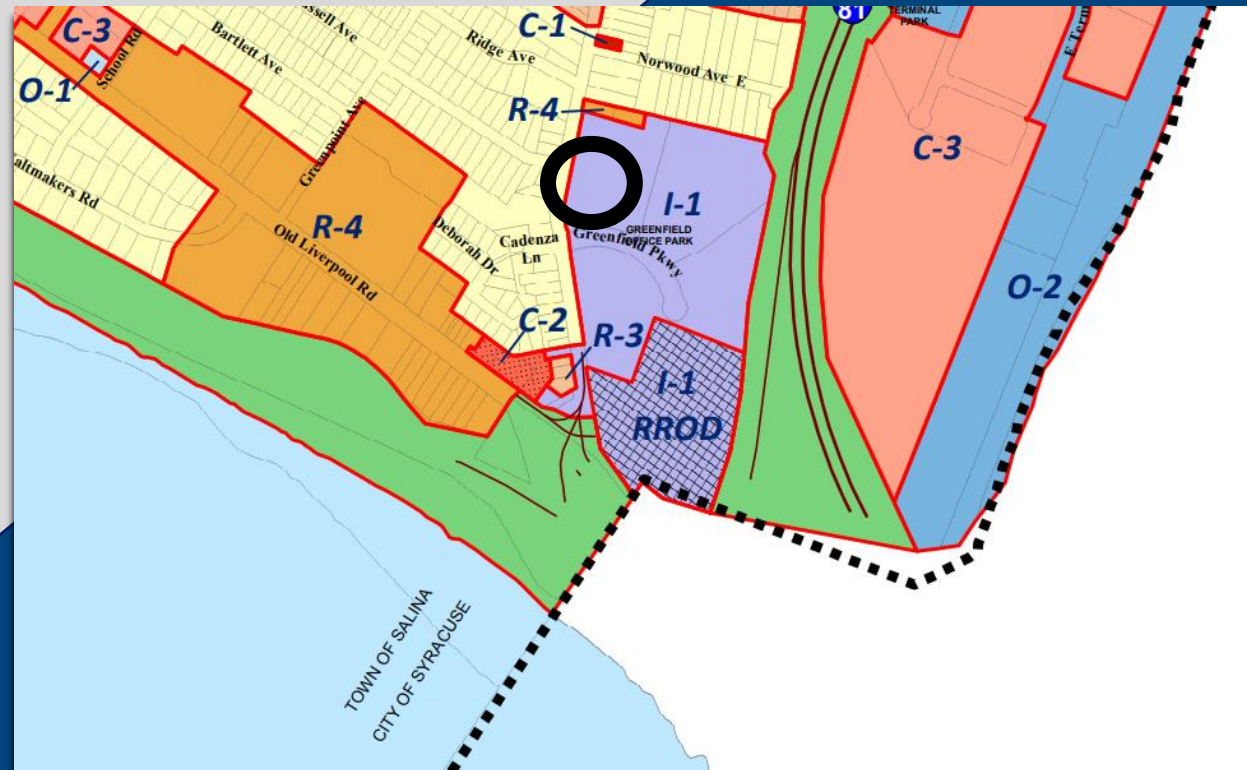 81
TERMINAL
PARK
C-3
School Rd
Bartlett Ave
Ridge Ave
C-1
Norwood Ave E
O-1
R-4
Greenpoint Ave
C-3
R-4
Old Liverpool Rd
Deborah Dr
Cadenza
Ln
I-1
GREENFIELD
OFFICE PARK
Greenfield Pkwy
O-2
C-2
R-3
I-1
RROD
TOWN OF SALINA
CITY OF SYRACUSE